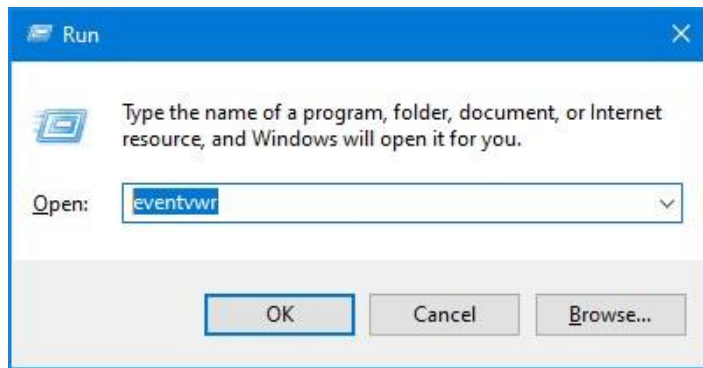 Run
Type the name of a program, folder, document, or Internet
resource, and Windows will open it for you.
Open: eventvwr
OK Cancel Browse...